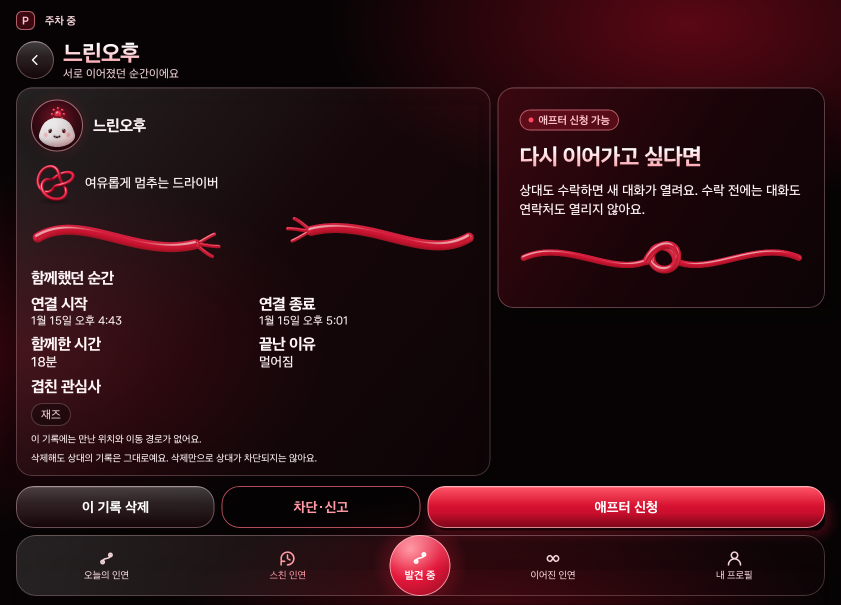 P 주차 중
느린오후
서로 이어졌던 순간이에요
느린오후
여유롭게 멈추는 드라이버
함께했던 순간
연결 시작
1월 15일 오후 4:43
연결 종료
1월 15일 오후 5:01
함께한 시간
18분
끝난 이유
멀어짐
겹친 관심사
재즈
이 기록에는 만난 위치와 이동 경로가 없어요.
삭제해도 상대의 기록은 그대로예요. 삭제만으로 상대가 차단되지는 않아요.
애프터 신청 가능
다시 이어가고 싶다면
상대도 수락하면 새 대화가 열려요. 수락 전에는 대화도
연락처도 열리지 않아요.
이 기록 삭제
차단·신고
애프터 신청
오늘의 인연
스친 인연
발견 중
이어진 인연
내 프로필